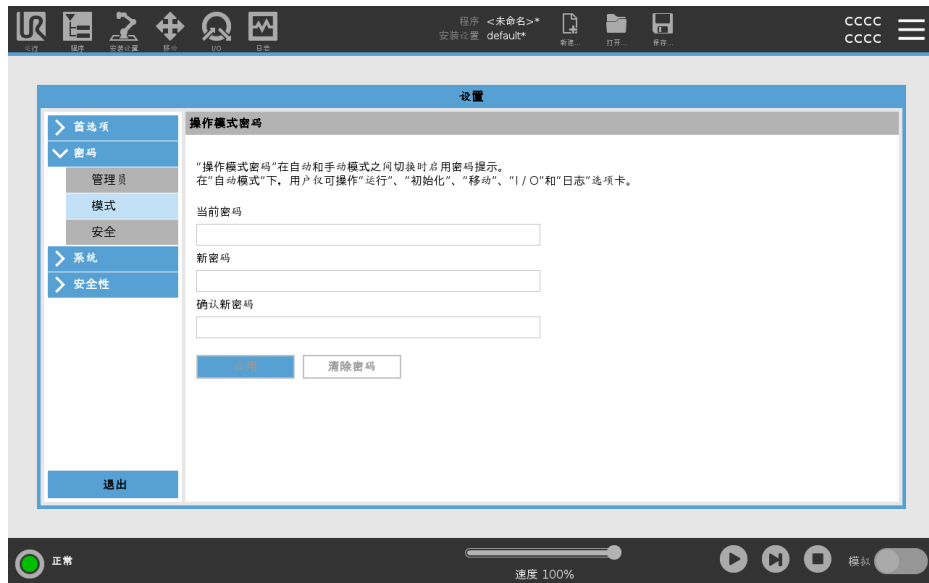 程序 <未命名>*
安装设置 default*
CCCC
CCCC
运行
程序
安装设置
移动
I/O
日志
新建...
打开...
保存...
设置
首选项
密码
管理员
模式
安全
系统
安全性
退出
操作模式密码
“操作模式密码”在自动和手动模式之间切换时启用密码提示。
在“自动模式”下，用户仅可操作“运行”、“初始化”、“移动”、“I / O”和“日志”选项卡。
当前密码
新密码
确认新密码
应用
清除密码
正常
速度 100%
模拟